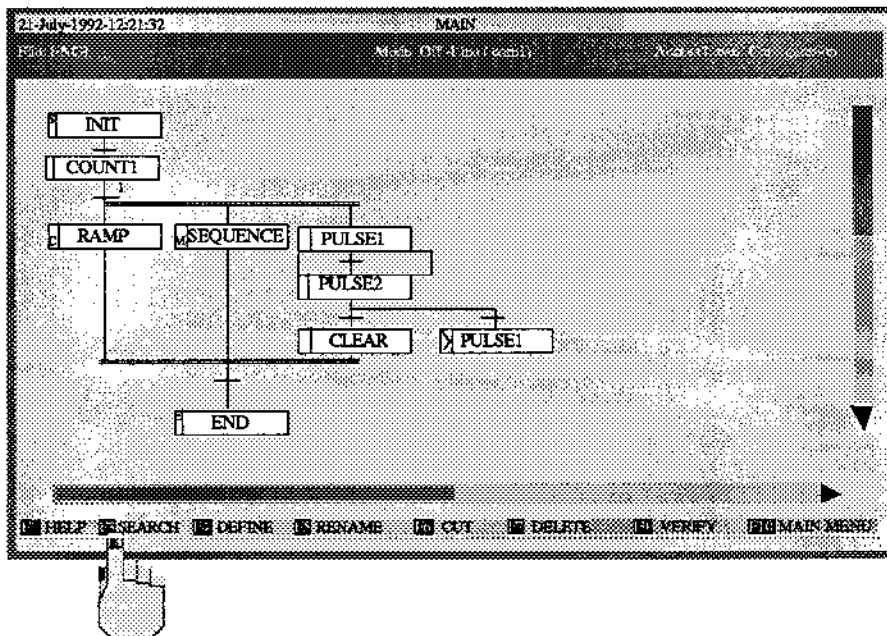 21-July-1992-12:21:32 MAIN
INIT
COUNT1
1
RAMP SEQUENCE PULSE1
PULSE2
CLEAR PULSE1
END
HELP SEARCH DEFINE RENAME CUT DELETE VERIFY MAIN MENU